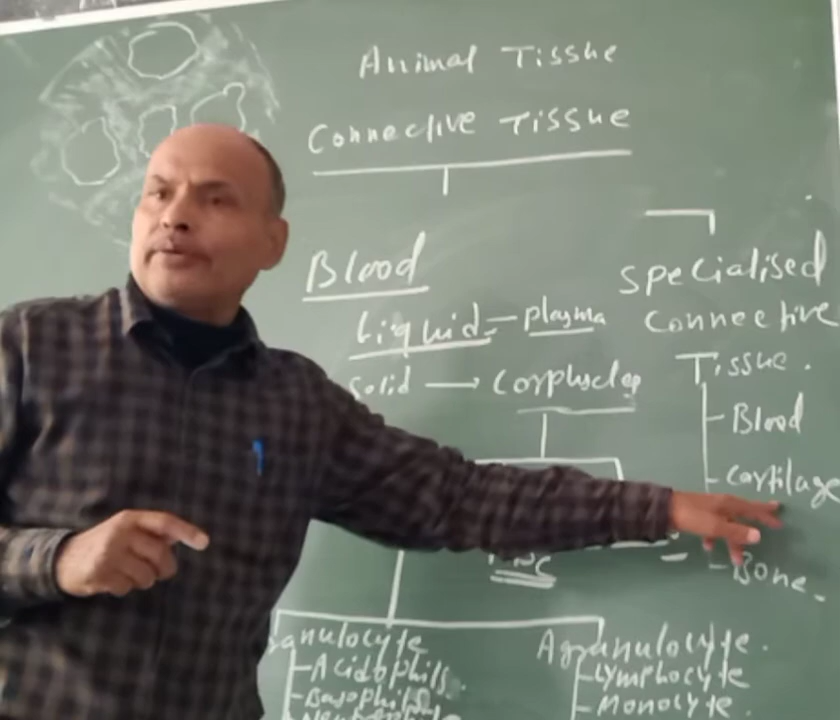 Animal Tissue
Connective Tissue
Blood
Liquid — plasma
Solid → Corpuscles
Specialised
Connective
Tissue.
Blood
Cartilage
Bone.
Granulocyte
Acidophils
Basophils
Agranulocyte.
Lymphocyte
Monocyte.